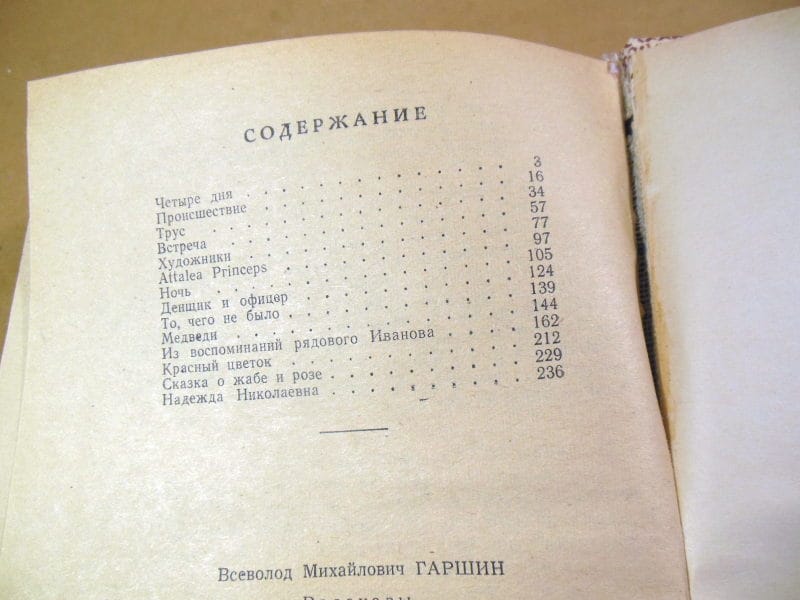 СОДЕРЖАНИЕ
Четыре дня . . . . . . . . . . . . . . 3
Происшествие . . . . . . . . . . . . . 16
Трус . . . . . . . . . . . . . . . . 34
Встреча . . . . . . . . . . . . . . . 57
Художники . . . . . . . . . . . . . . 77
Attalea Princeps . . . . . . . . . . . . 97
Ночь . . . . . . . . . . . . . . . . 105
Денщик и офицер . . . . . . . . . . . . 124
То, чего не было . . . . . . . . . . . . 139
Медведи . . . . . . . . . . . . . . . 144
Из воспоминаний рядового Иванова . . . . 162
Красный цветок . . . . . . . . . . . . 212
Сказка о жабе и розе . . . . . . . . . . 229
Надежда Николаевна . . . . . . . . . . 236
Всеволод Михайлович ГАРШИН